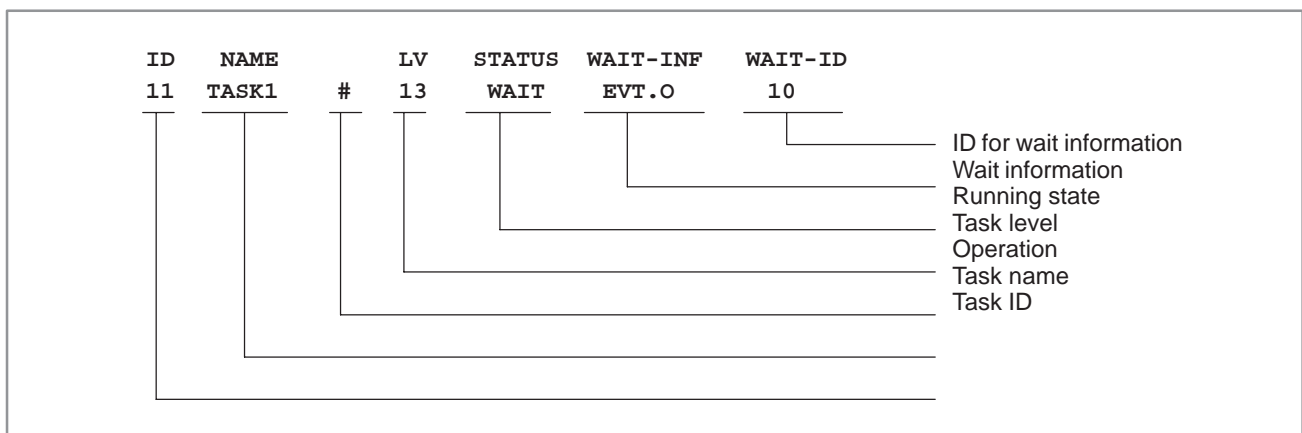 ID NAME LV STATUS WAIT-INF WAIT-ID
11 TASK1 # 13 WAIT EVT.O 10
ID for wait information
Wait information
Running state
Task level
Operation
Task name
Task ID